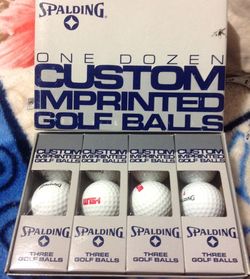 SPALDING
ONE DOZEN
CUSTOM
IMPRINTED
GOLF BALLS
CUSTOM IMPRINTED GOLF BALLS
CUSTOM IMPRINTED GOLF BALLS
CUSTOM IMPRINTED GOLF BALLS
CUSTOM IMPRINTED GOLF BALLS
SPALDING SPALDING SPALDING SPALDING
THREE THREE THREE THREE
GOLF BALLS GOLF BALLS GOLF BALLS GOLF BALLS